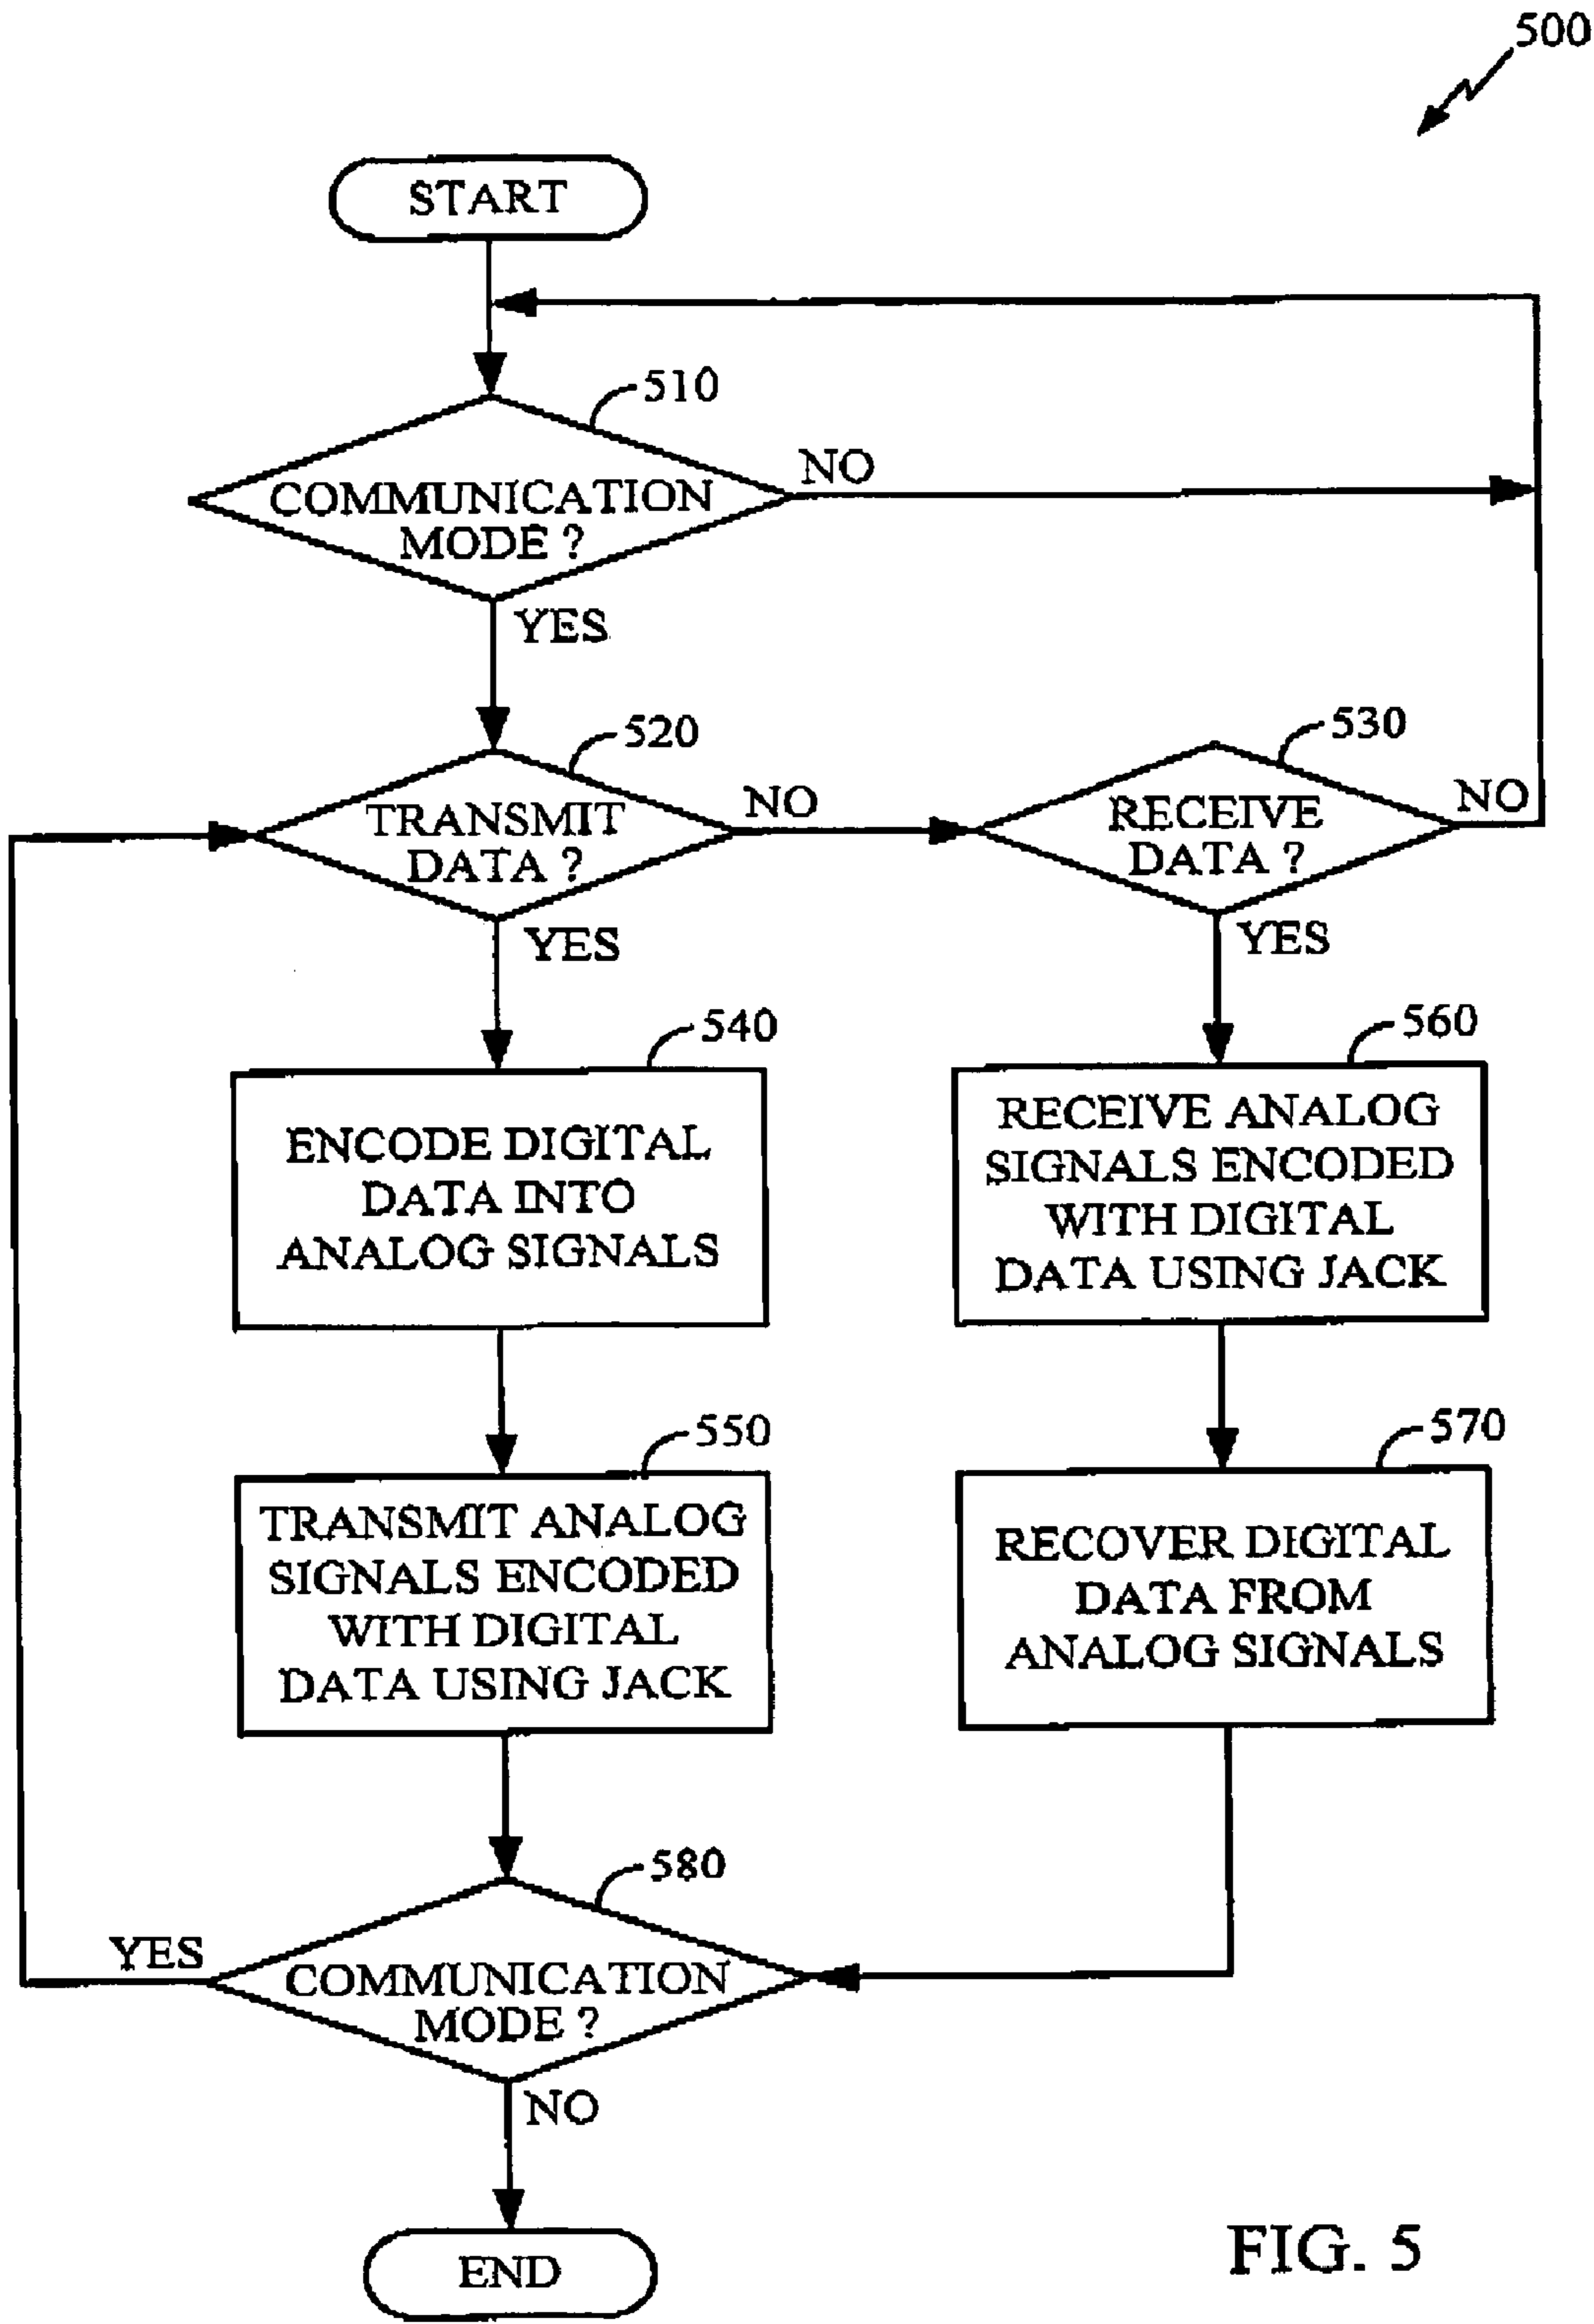 500
START
510
COMMUNICATION
MODE ?
NO
YES
520
TRANSMIT
DATA ?
NO
YES
530
RECEIVE
DATA ?
NO
YES
540
ENCODE DIGITAL
DATA INTO
ANALOG SIGNALS
560
RECEIVE ANALOG
SIGNALS ENCODED
WITH DIGITAL
DATA USING JACK
550
TRANSMIT ANALOG
SIGNALS ENCODED
WITH DIGITAL
DATA USING JACK
570
RECOVER DIGITAL
DATA FROM
ANALOG SIGNALS
580
YES
COMMUNICATION
MODE ?
NO
END
FIG. 5